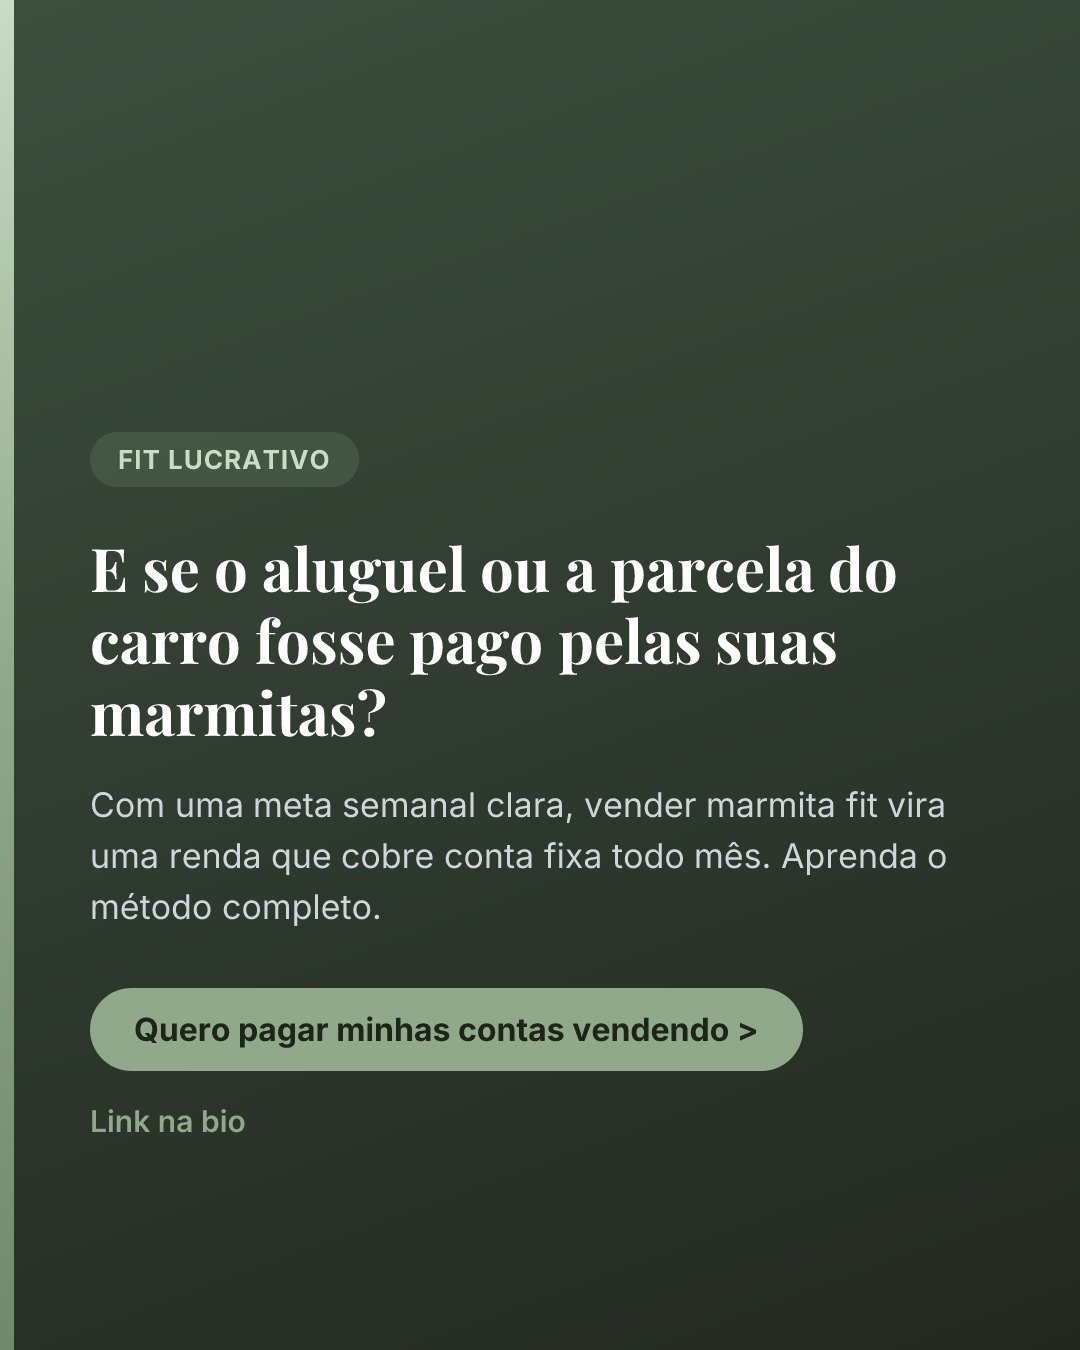 FIT LUCRATIVO
E se o aluguel ou a parcela do
carro fosse pago pelas suas
marmitas?
Com uma meta semanal clara, vender marmita fit vira
uma renda que cobre conta fixa todo mês. Aprenda o
método completo.
Quero pagar minhas contas vendendo >
Link na bio